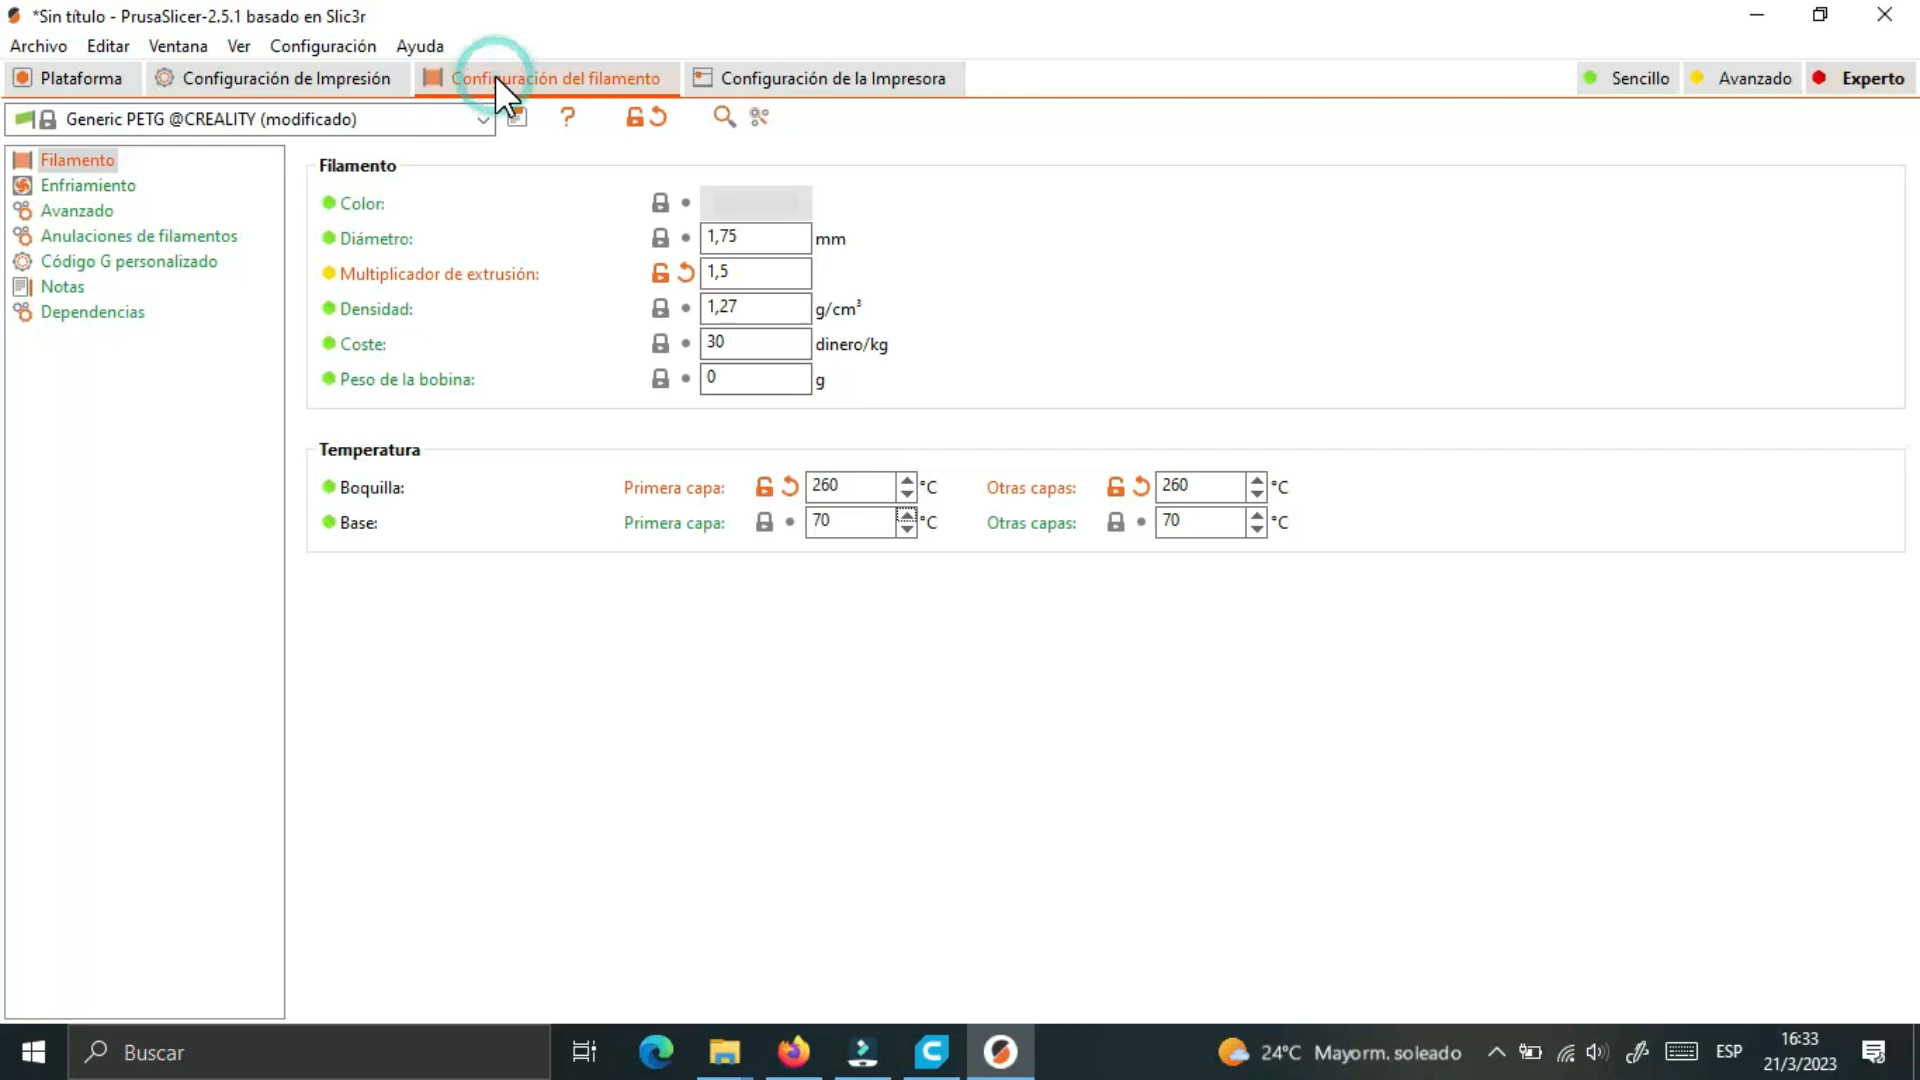 *Sin título - PrusaSlicer-2.5.1 basado en Slic3r
Archivo Editar Ventana Ver Configuración Ayuda
Plataforma Configuración de Impresión Configuración del filamento Configuración de la Impresora Sencillo Avanzado Experto
Generic PETG @CREALITY (modificado)
Filamento
Enfriamiento
Avanzado
Anulaciones de filamentos
Código G personalizado
Notas
Dependencias
Filamento
Color:
Diámetro: 1,75 mm
Multiplicador de extrusión: 1,5
Densidad: 1,27 g/cm³
Coste: 30 dinero/kg
Peso de la bobina: 0 g
Temperatura
Boquilla: Primera capa: 260 °C Otras capas: 260 °C
Base: Primera capa: 70 °C Otras capas: 70 °C
Buscar
24°C Mayorm. soleado
ESP
16:33
21/3/2023